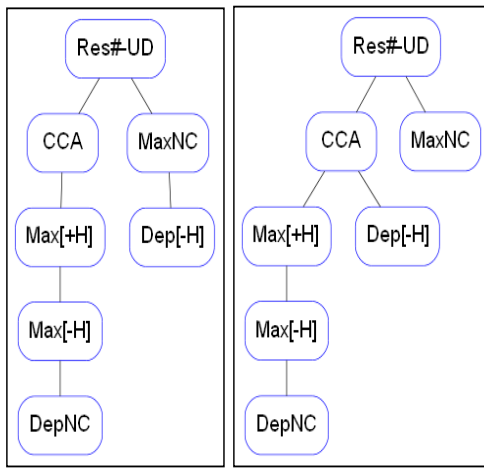 Res#-UD
CCA
MaxNC
Max[+H]
Dep[-H]
Max[-H]
DepNC
Res#-UD
CCA
MaxNC
Max[+H]
Dep[-H]
Max[-H]
DepNC